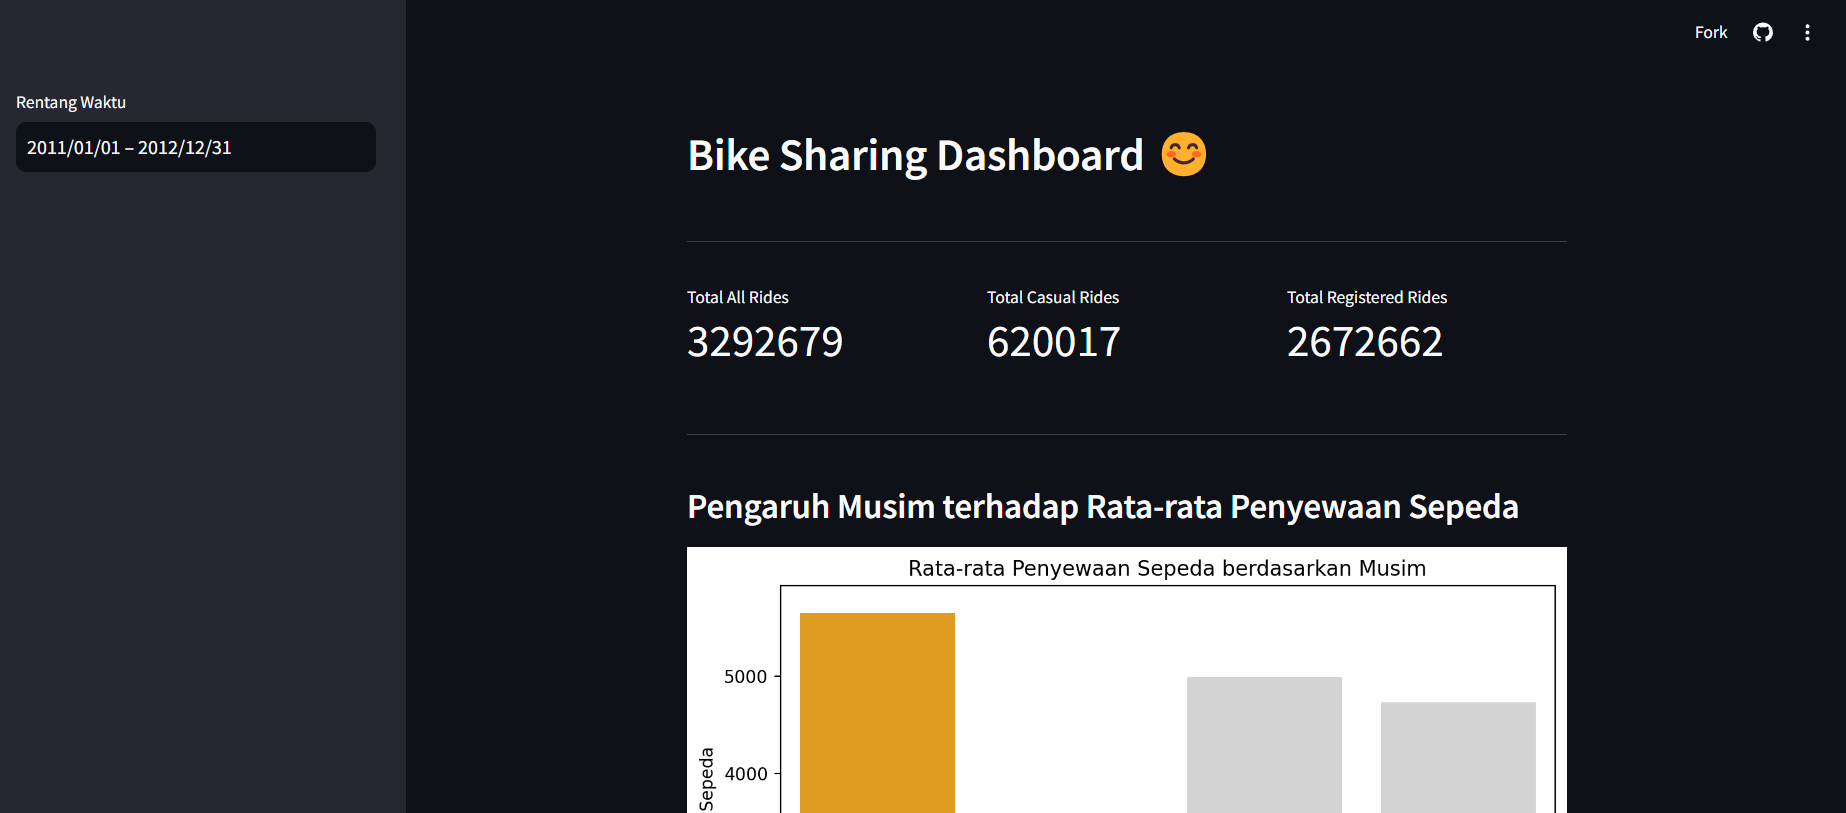 Fork
Rentang Waktu
2011/01/01 – 2012/12/31
Bike Sharing Dashboard 😊
Total All Rides
3292679
Total Casual Rides
620017
Total Registered Rides
2672662
Pengaruh Musim terhadap Rata-rata Penyewaan Sepeda
Rata-rata Penyewaan Sepeda berdasarkan Musim
5000
4000
Sepeda